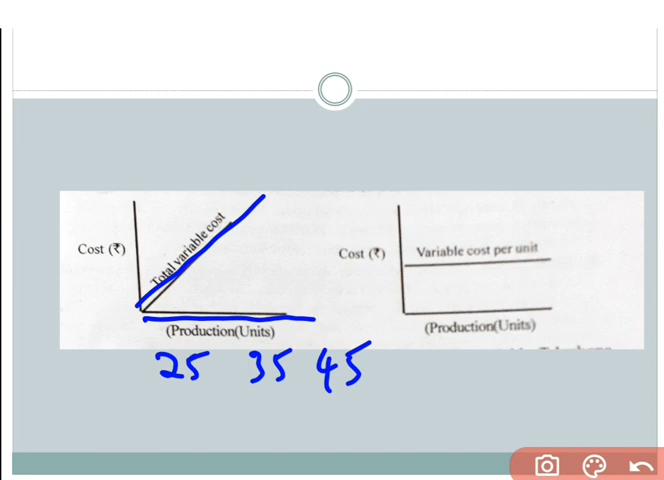 Cost (₹)
Total variable cost
(Production(Units)
Cost (₹)
Variable cost per unit
(Production(Units)
25 35 45